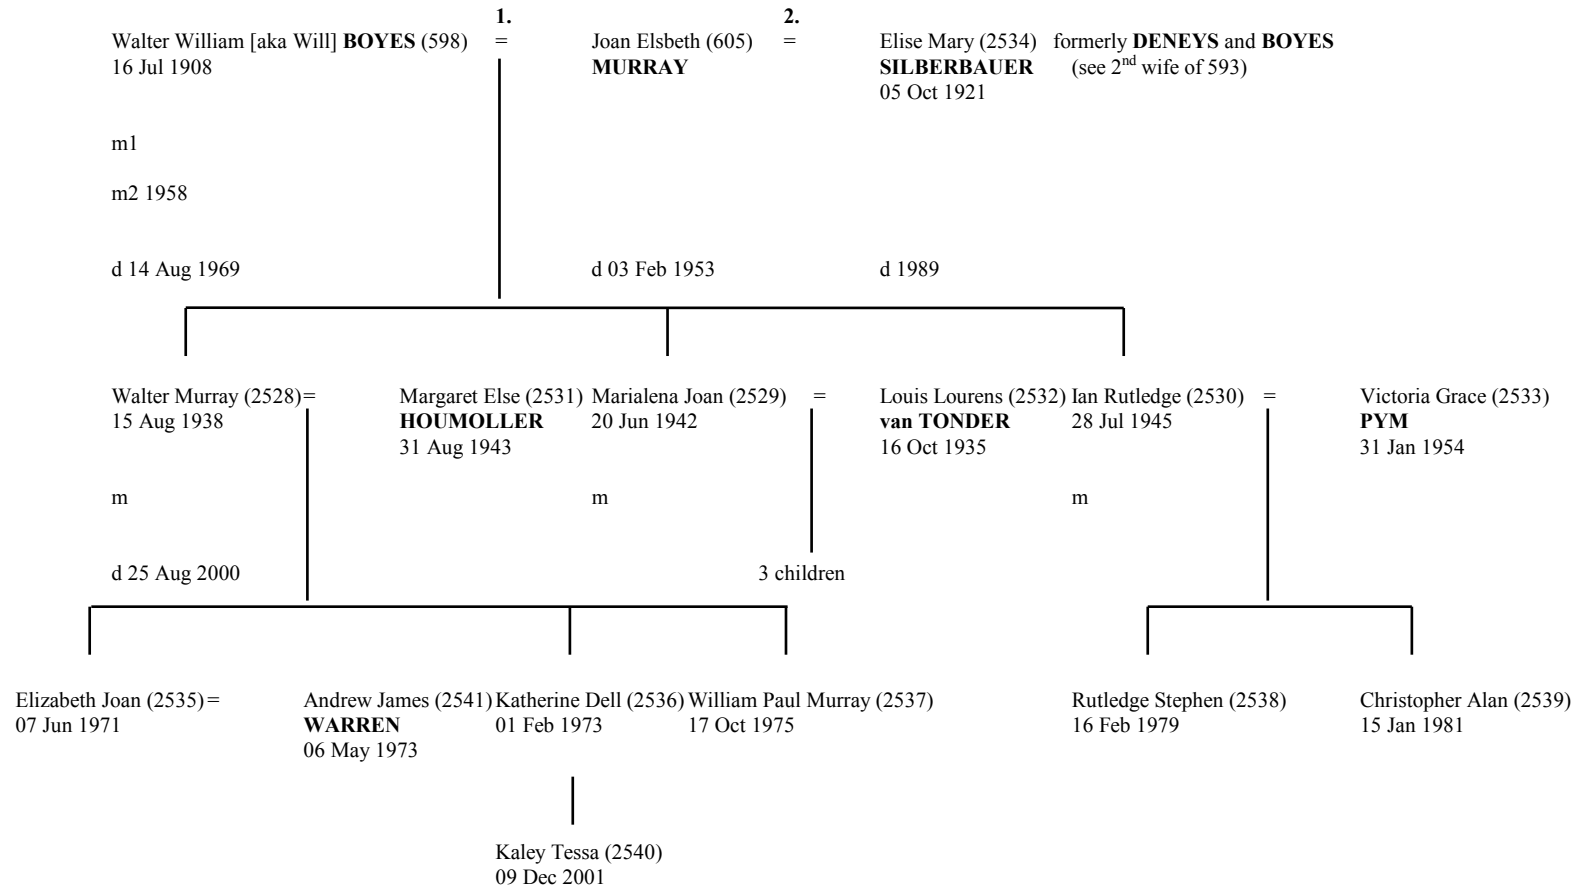 1. 2.
Walter William [aka Will] BOYES (598) = Joan Elsbeth (605) = Elise Mary (2534) formerly DENEYS and BOYES
16 Jul 1908 MURRAY SILBERBAUER (see 2nd wife of 593)
05 Oct 1921
m1
m2 1958
d 14 Aug 1969 d 03 Feb 1953 d 1989
Walter Murray (2528) = Margaret Else (2531) Marialena Joan (2529) = Louis Lourens (2532) Ian Rutledge (2530) = Victoria Grace (2533)
15 Aug 1938 HOUMOLLER 20 Jun 1942 van TONDER 28 Jul 1945 PYM
31 Aug 1943 16 Oct 1935 31 Jan 1954
m m m
d 25 Aug 2000 3 children
Elizabeth Joan (2535) = Andrew James (2541) Katherine Dell (2536) William Paul Murray (2537) Rutledge Stephen (2538) Christopher Alan (2539)
07 Jun 1971 WARREN 01 Feb 1973 17 Oct 1975 16 Feb 1979 15 Jan 1981
06 May 1973
Kaley Tessa (2540)
09 Dec 2001